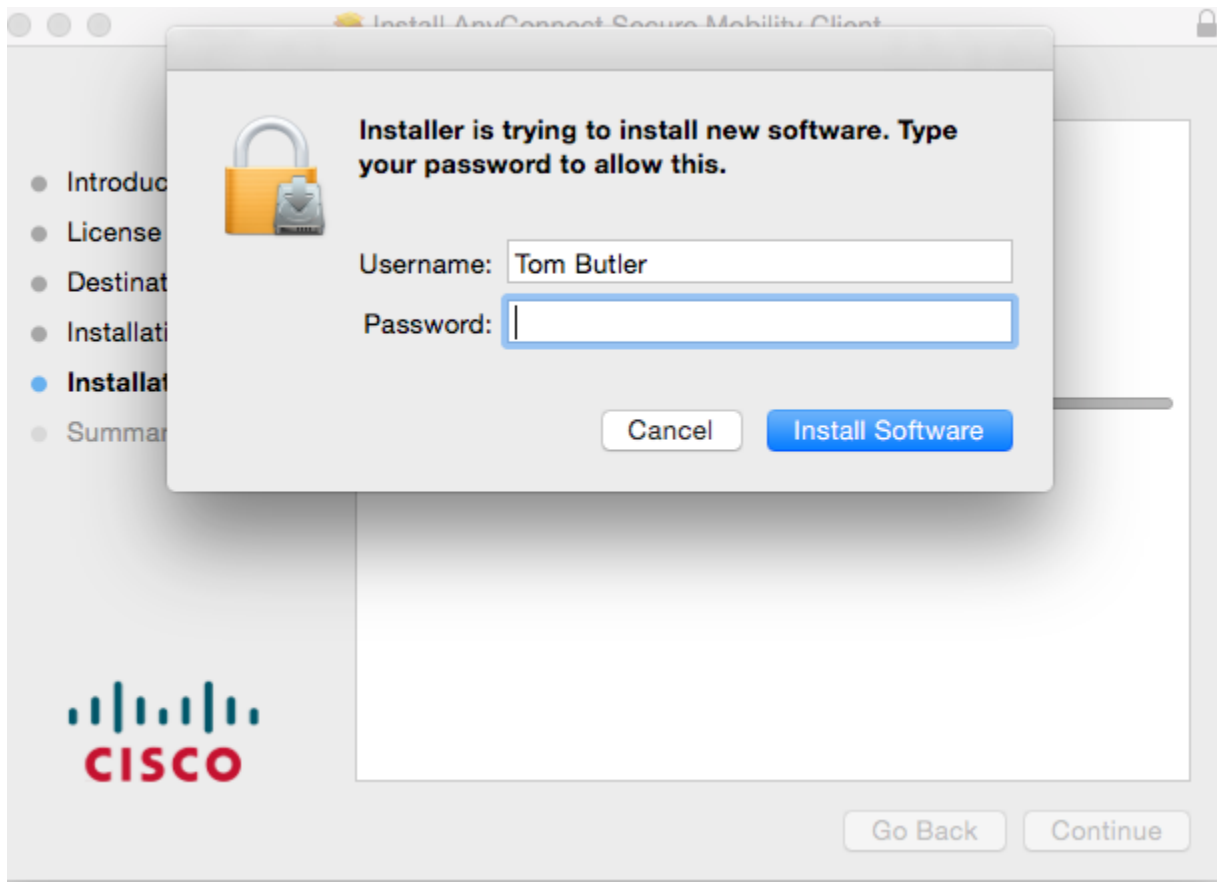 Install AnyConnect Secure Mobility Client
Installer is trying to install new software. Type
your password to allow this.
Username: Tom Butler
Password:
Cancel Install Software
Introduc
License
Destinat
Installati
Installat
Summar
CISCO
Go Back Continue